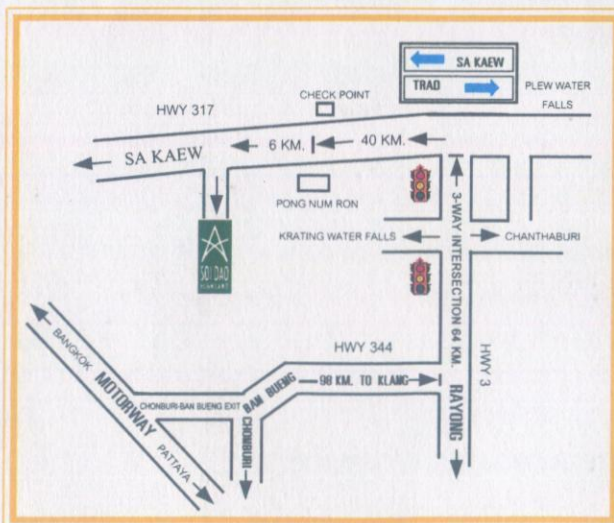 SA KAEW
TRAD
PLEW WATER
FALLS
CHECK POINT
HWY 317
6 KM.
40 KM.
SA KAEW
PONG NUM RON
KRATING WATER FALLS
CHANTHABURI
3-WAY INTERSECTION 64 KM
HWY 3
SOI DAO
HWY 344
BANGKOK
MOTORWAY
PATTAYA
CHONBURI-BAN BUENG EXIT
BAN BUENG
98 KM. TO KLANG
CHONBURI
RAYONG